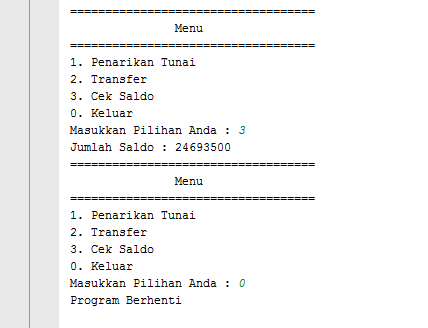 ===================================
Menu
===================================
1. Penarikan Tunai
2. Transfer
3. Cek Saldo
0. Keluar
Masukkan Pilihan Anda : 3
Jumlah Saldo : 24693500
===================================
Menu
===================================
1. Penarikan Tunai
2. Transfer
3. Cek Saldo
0. Keluar
Masukkan Pilihan Anda : 0
Program Berhenti